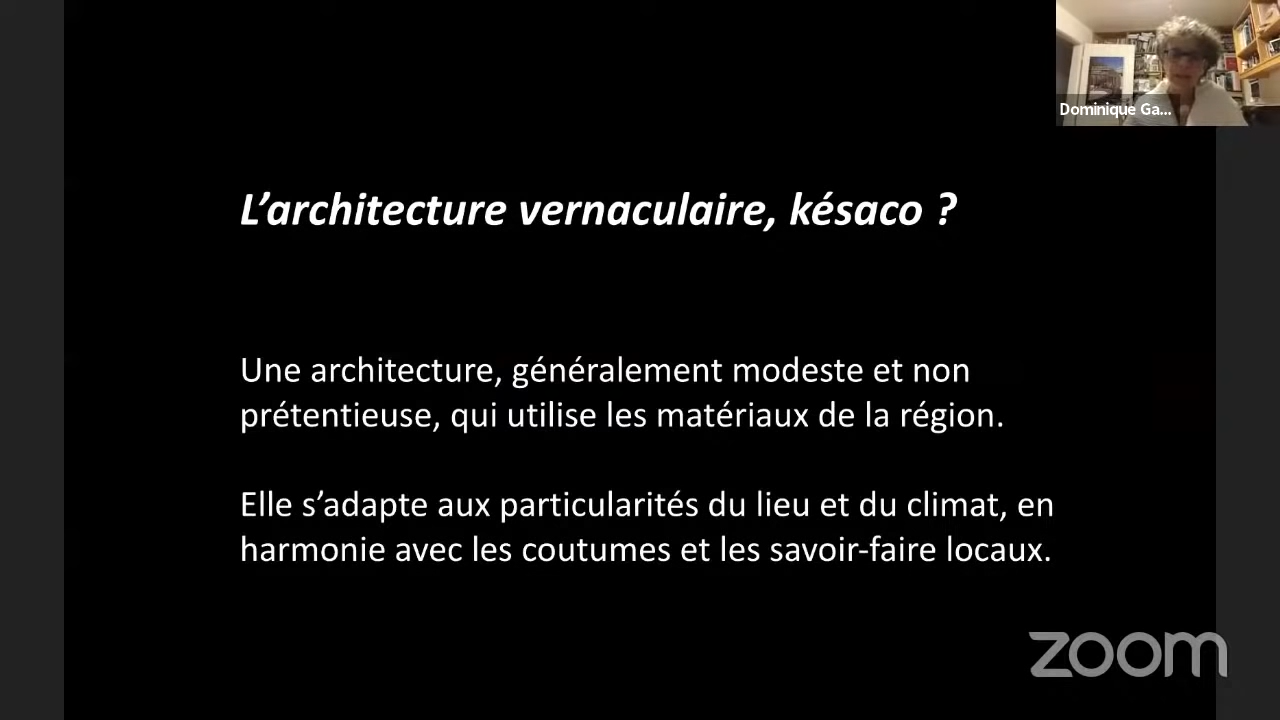 Dominique Ga...
L’architecture vernaculaire, késaco ?
Une architecture, généralement modeste et non
prétentieuse, qui utilise les matériaux de la région.
Elle s’adapte aux particularités du lieu et du climat, en
harmonie avec les coutumes et les savoir-faire locaux.
zoom